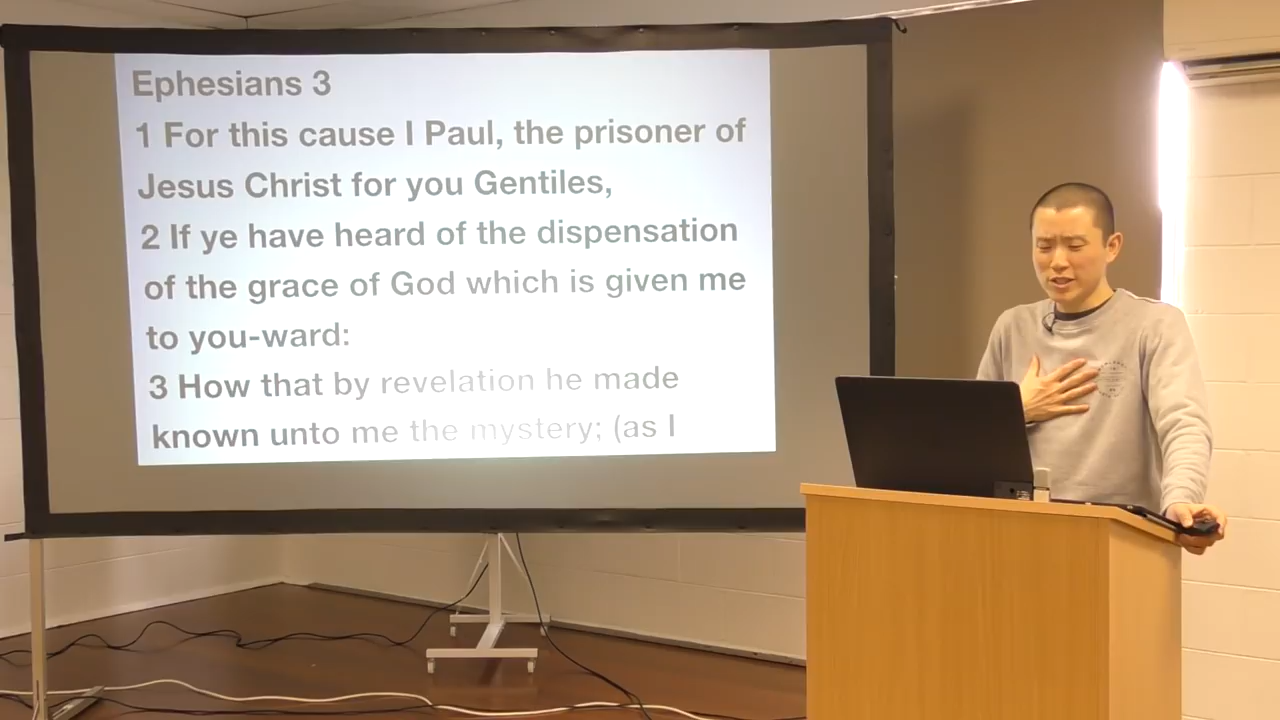 Ephesians 3
1 For this cause I Paul, the prisoner of
Jesus Christ for you Gentiles,
2 If ye have heard of the dispensation
of the grace of God which is given me
to you-ward:
3 How that by revelation he made
known unto me the mystery; (as I